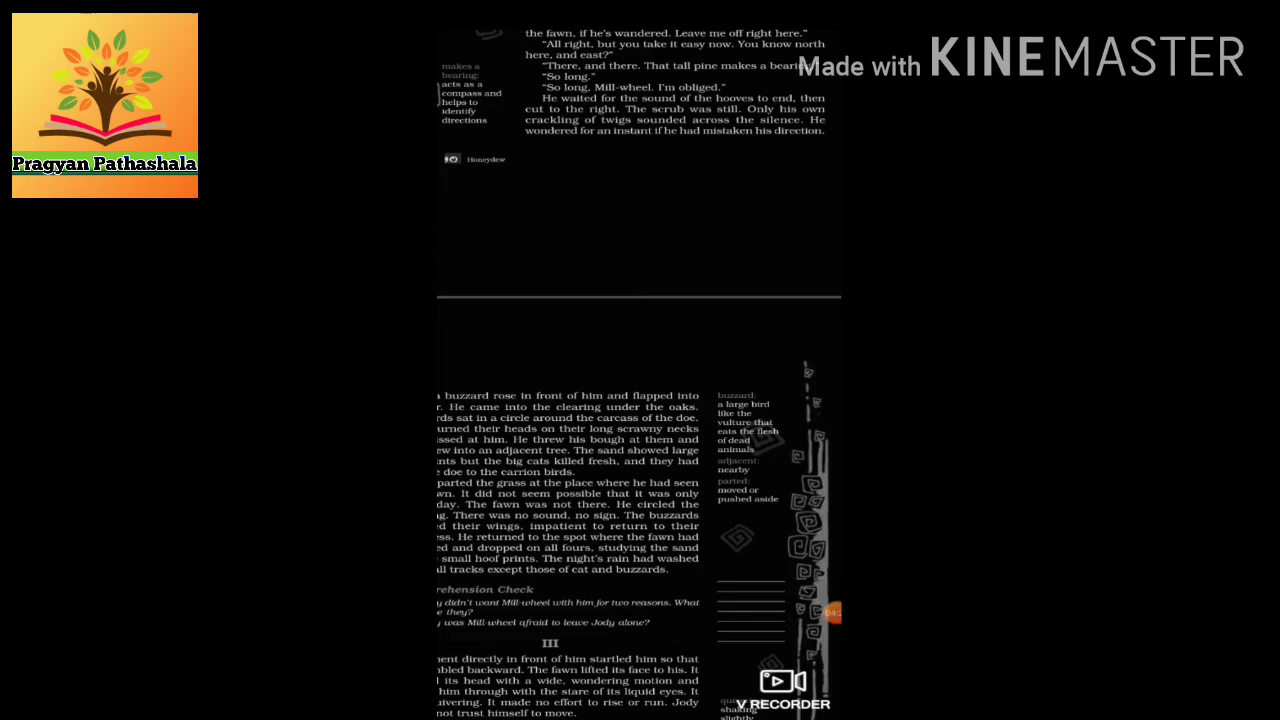 Pragyan Pathashala
Made with KINEMASTER
the fawn, if he's wandered. Leave me off right here."
"All right, but you take it easy now. You know north
here, and east?"
"There, and there. That tall pine makes a bearing."
"So long."
"So long, Mill-wheel. I'm obliged."
He waited for the sound of the hooves to end, then
cut to the right. The scrub was still. Only his own
crackling of twigs sounded across the silence. He
wondered for an instant if he had mistaken his direction.
makes a
bearing:
acts as a
compass and
helps to
identify
directions
Honeydew
a buzzard rose in front of him and flapped into
r. He came into the clearing under the oaks.
rds sat in a circle around the carcass of the doe.
urned their heads on their long scrawny necks
issed at him. He threw his bough at them and
ew into an adjacent tree. The sand showed large
nts but the big cats killed fresh, and they had
e doe to the carrion birds.
parted the grass at the place where he had seen
wn. It did not seem possible that it was only
day. The fawn was not there. He circled the
g. There was no sound, no sign. The buzzards
d their wings, impatient to return to their
ess. He returned to the spot where the fawn had
ed and dropped on all fours, studying the sand
small hoof prints. The night's rain had washed
ll tracks except those of cat and buzzards.
buzzard:
a large bird
like the
vulture that
eats the flesh
of dead
animals
adjacent:
nearby
parted:
moved or
pushed aside
rehension Check
y didn't want Mill-wheel with him for two reasons. What
e they?
y was Mill-wheel afraid to leave Jody alone?
III
ment directly in front of him startled him so that
mbled backward. The fawn lifted its face to his. It
d its head with a wide, wondering motion and
him through with the stare of its liquid eyes. It
uivering. It made no effort to rise or run. Jody
not trust himself to move.
shaking
slightly
V RECORDER